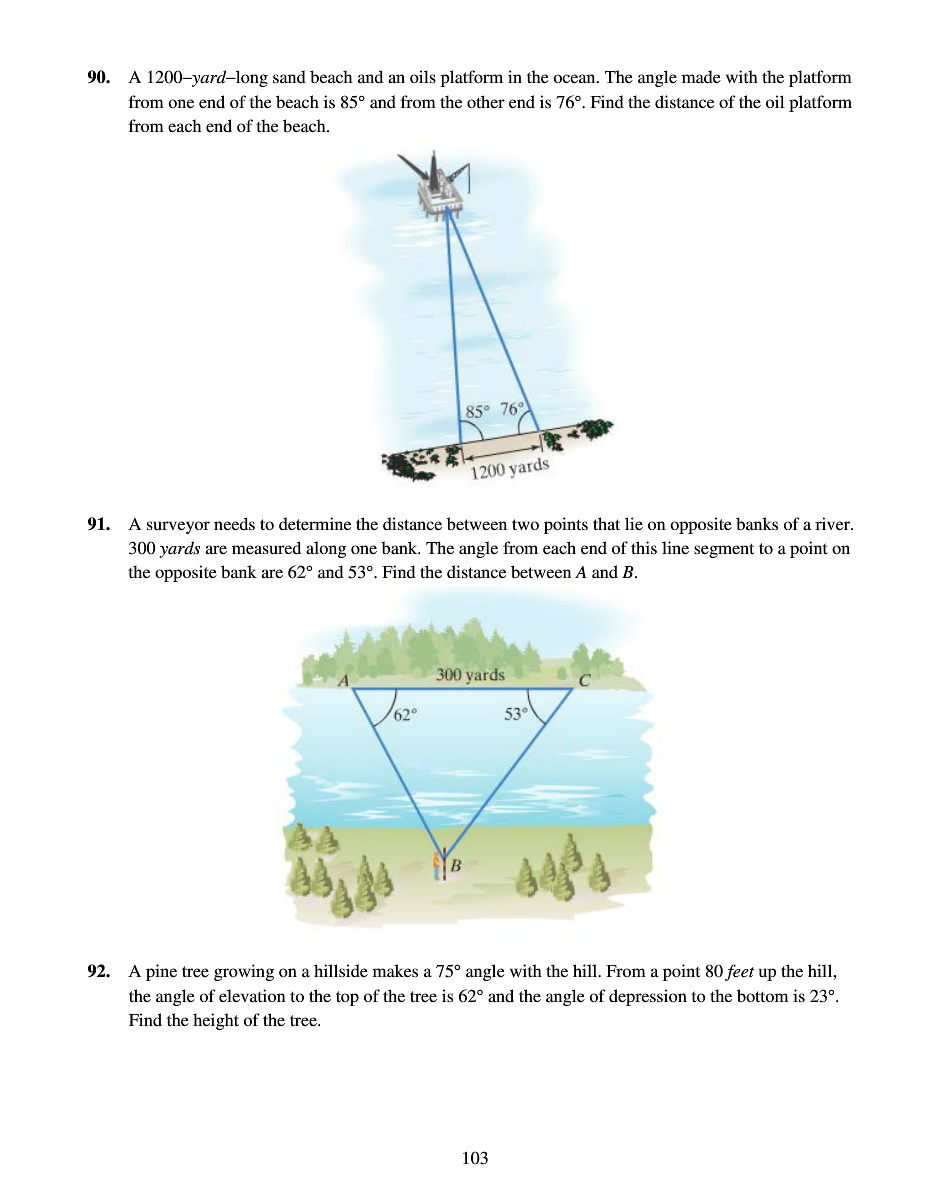 90. A 1200–yard–long sand beach and an oils platform in the ocean. The angle made with the platform
from one end of the beach is 85° and from the other end is 76°. Find the distance of the oil platform
from each end of the beach.
85° 76°
1200 yards
91. A surveyor needs to determine the distance between two points that lie on opposite banks of a river.
300 yards are measured along one bank. The angle from each end of this line segment to a point on
the opposite bank are 62° and 53°. Find the distance between A and B.
A 300 yards C
62° 53°
B
92. A pine tree growing on a hillside makes a 75° angle with the hill. From a point 80 feet up the hill,
the angle of elevation to the top of the tree is 62° and the angle of depression to the bottom is 23°.
Find the height of the tree.
103